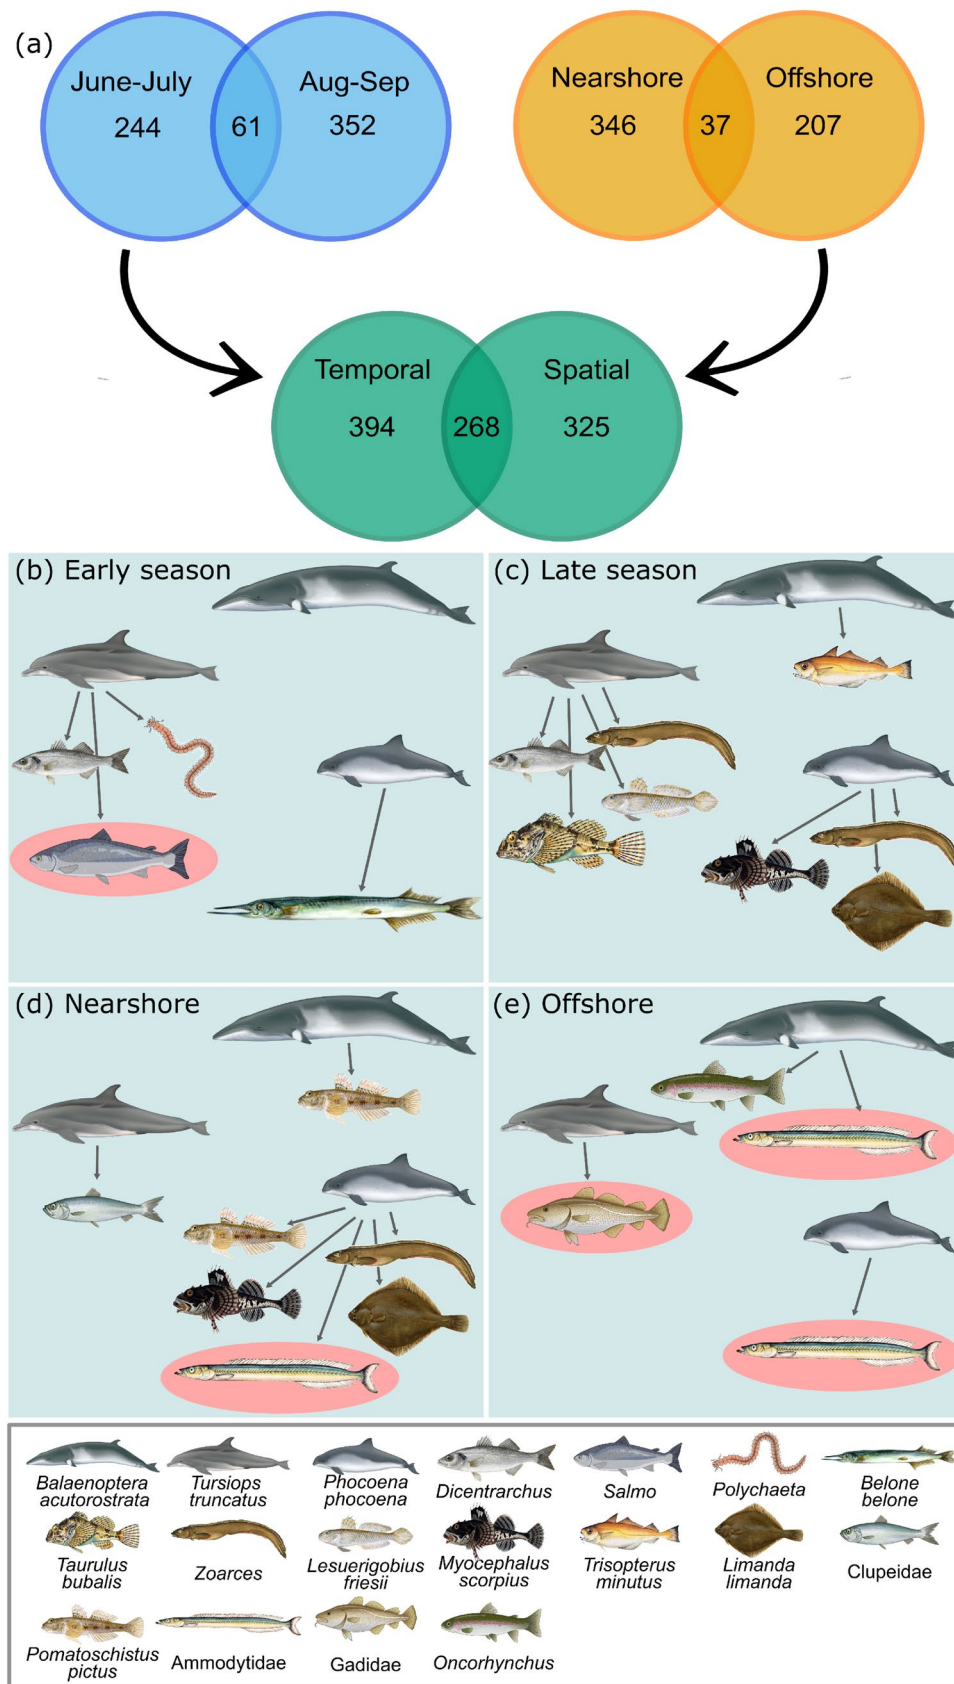 (a)
June-July
244
61
Aug-Sep
352
Nearshore
346
37
Offshore
207
Temporal
394
268
Spatial
325
(b) Early season
(c) Late season
(d) Nearshore
(e) Offshore
Balaenoptera
acutorostrata
Tursiops
truncatus
Phocoena
phocoena
Dicentrarchus
Salmo
Polychaeta
Belone
belone
Taurulus
bubalis
Zoarces
Lesuerigobius
friesii
Myocephalus
scorpius
Trisopterus
minutus
Limanda
limanda
Clupeidae
Pomatoschistus
pictus
Ammodytidae
Gadidae
Oncorhynchus